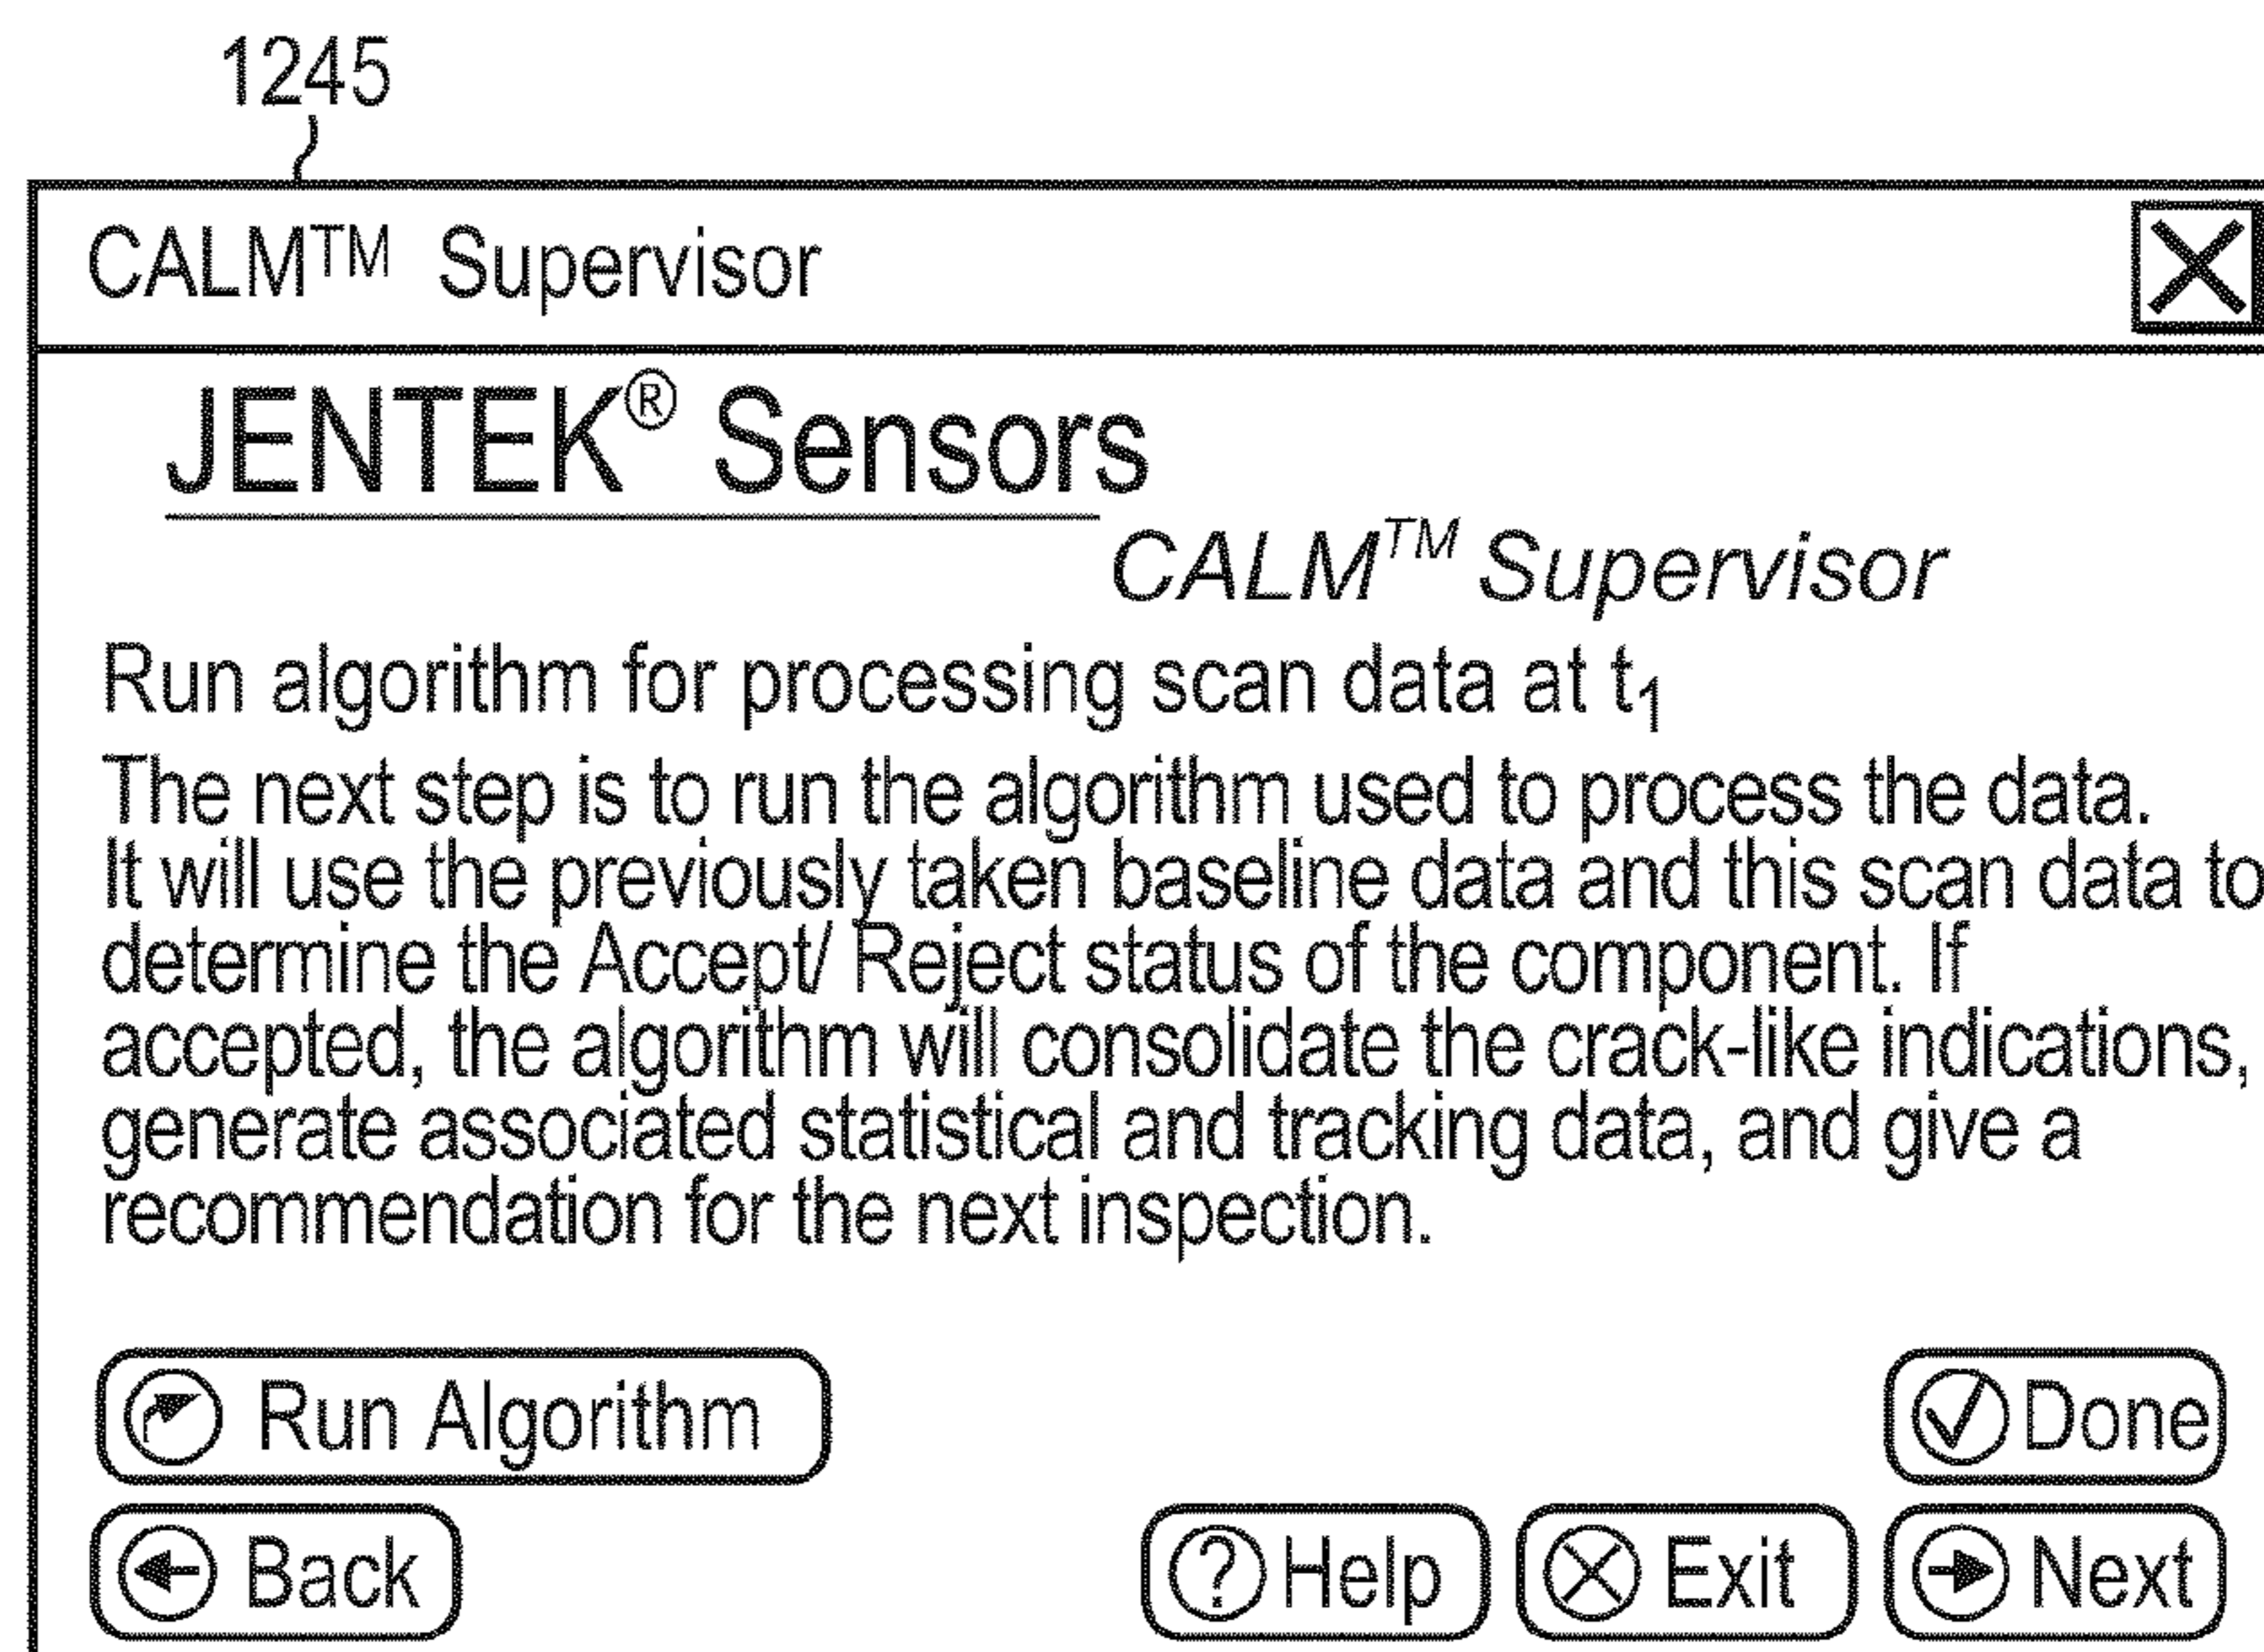 1245
CALM™ Supervisor
JENTEK® Sensors
CALM™ Supervisor
Run algorithm for processing scan data at t₁
The next step is to run the algorithm used to process the data.
It will use the previously taken baseline data and this scan data to
determine the Accept/ Reject status of the component. If
accepted, the algorithm will consolidate the crack-like indications,
generate associated statistical and tracking data, and give a
recommendation for the next inspection.
Run Algorithm Done
Back Help Exit Next